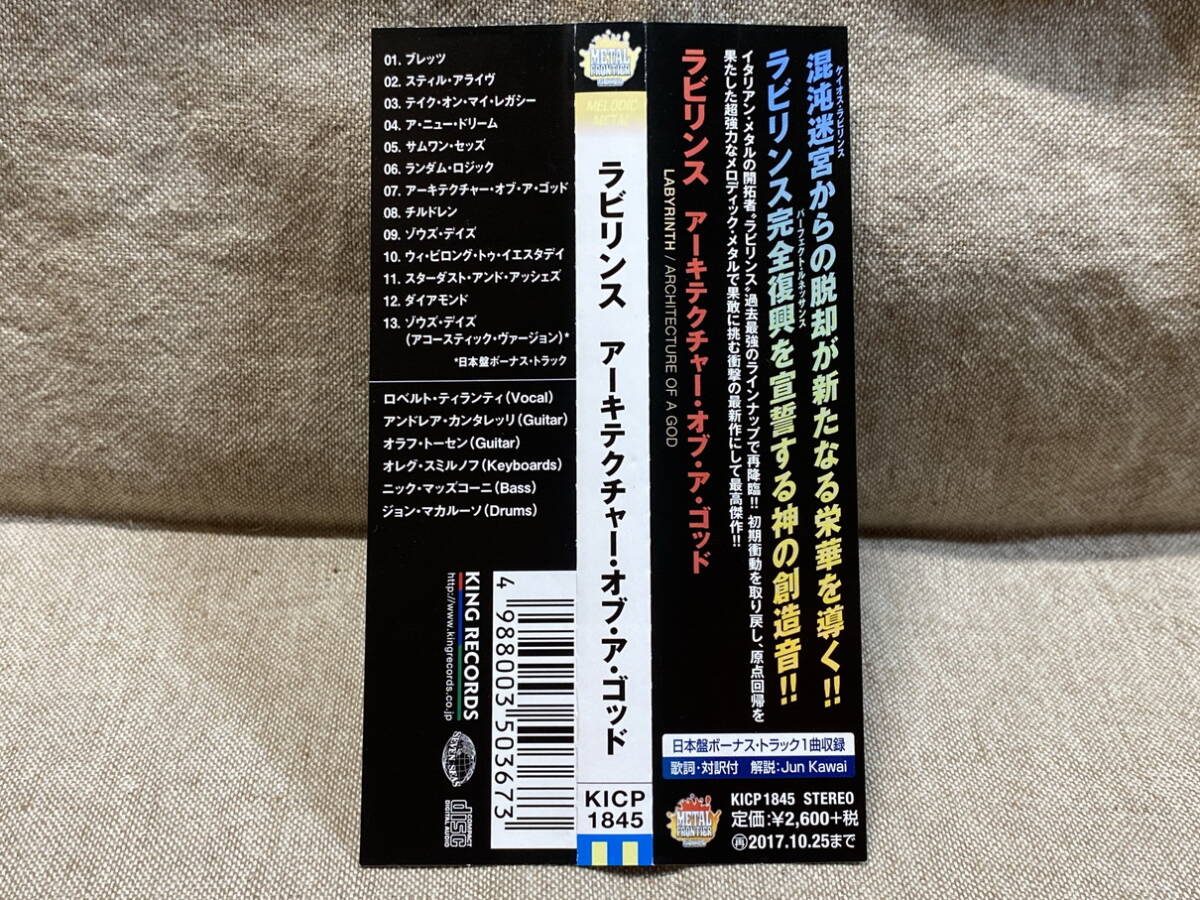 01. ブレッツ
02. スティル・アライヴ
03. テイク・オン・マイ・レガシー
04. ア・ニュー・ドリーム
05. サムワン・セッズ
06. ランダム・ロジック
07. アーキテクチャー・オブ・ア・ゴッド
08. チルドレン
09. ゾウズ・デイズ
10. ウィ・ビロング・トゥ・イエスタデイ
11. スターダスト・アンド・アッシェズ
12. ダイアモンド
13. ゾウズ・デイズ
(アコースティック・ヴァージョン)*
*日本盤ボーナス・トラック
ロベルト・ティランティ(Vocal)
アンドレア・カンタレッリ(Guitar)
オラフ・トーセン(Guitar)
オレグ・スミルノフ(Keyboards)
ニック・マッズコーニ(Bass)
ジョン・マカルーソ(Drums)
KING RECORDS
http://www.kingrecords.co.jp
SEVEN SEAS
COMPACT
disc
DIGITAL AUDIO
4 988003 503673
METAL
FRONTIER
MELODIC
METAL
ラビリンス アーキテクチャー・オブ・ア・ゴッド
KICP
1845
ケイオス・ラビリンス
混沌迷宮からの脱却が新たなる栄華を導く!!
パーフェクト・ルネッサンス
ラビリンス完全復興を宣誓する神の創造音!!
イタリアン・メタルの開拓者“ラビリンス”過去最強のラインナップで再降臨!! 初期衝動を取り戻し、原点回帰を
果たした超強力なメロディック・メタルで果敢に挑む衝撃の最新作にして最高傑作!!
ラビリンス アーキテクチャー・オブ・ア・ゴッド
LABYRINTH / ARCHITECTURE OF A GOD
日本盤ボーナス・トラック1曲収録
歌詞・対訳付 解説:Jun Kawai
METAL
FRONTIER
KICP 1845 STEREO
定価:¥2,600+税
再2017.10.25まで